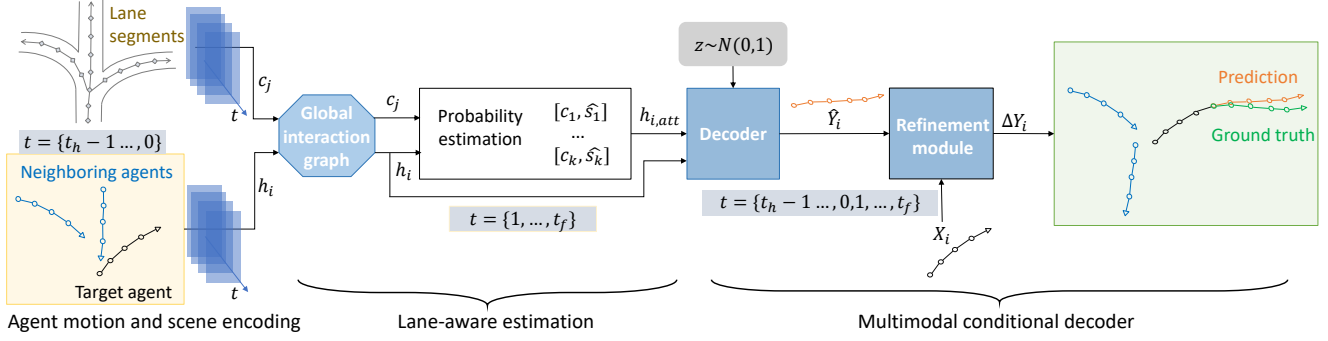 Lane
segments
c_j
t
t = {t_h − 1 …, 0}
Neighboring agents
Target agent
h_i
t
Agent motion and scene encoding
Global
interaction
graph
c_j
h_i
Probability
estimation
[c_1, ŝ_1]
…
[c_k, ŝ_k]
t = {1, …, t_f}
Lane-aware estimation
h_{i,att}
z~N(0,1)
Decoder
Ŷ_i
t = {t_h − 1 …, 0,1, …, t_f}
Refinement
module
X_i
ΔY_i
Prediction
Ground truth
Multimodal conditional decoder